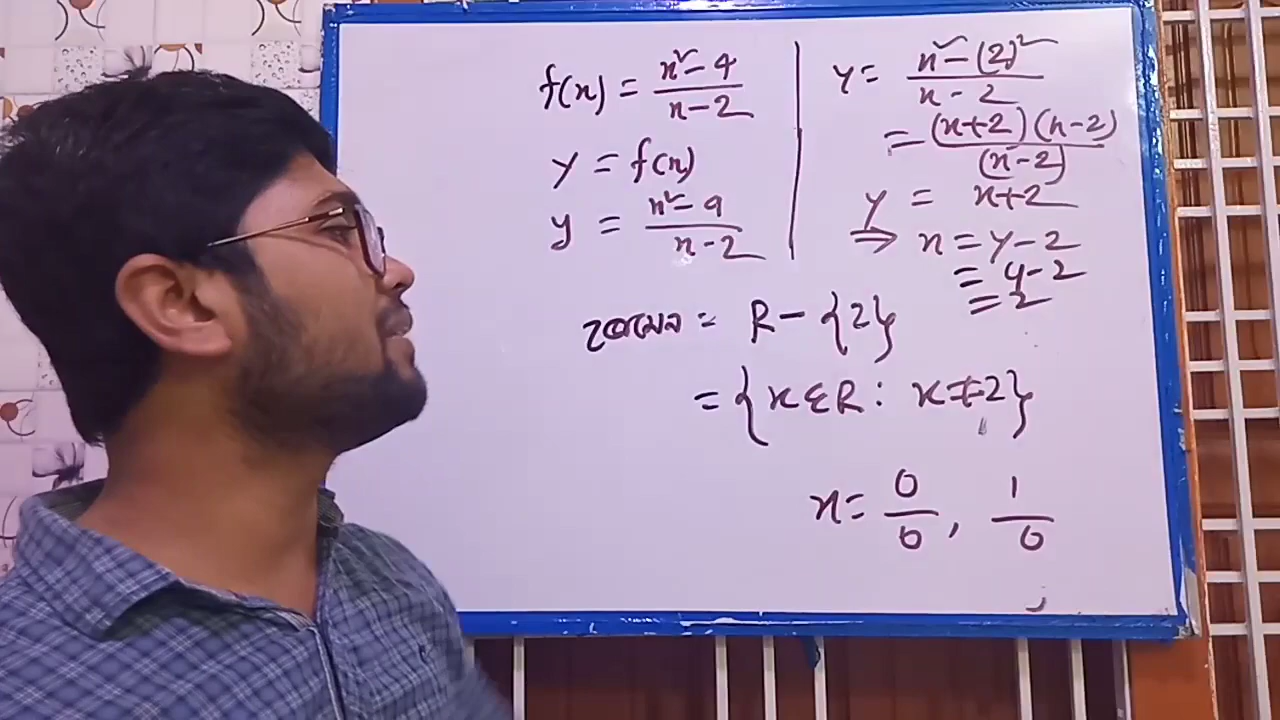 f(x) = x² - 4 / x - 2
y = f(x)
y = x² - 4 / x - 2
y = x² - (2)² / x - 2
= (x+2)(x-2) / (x-2)
y = x+2
⇒ x = y - 2
= 4 - 2
= 2
ডোমেন = R - {2}
= {x ∈ R : x ≠ 2}
x = 0/0, 1/0